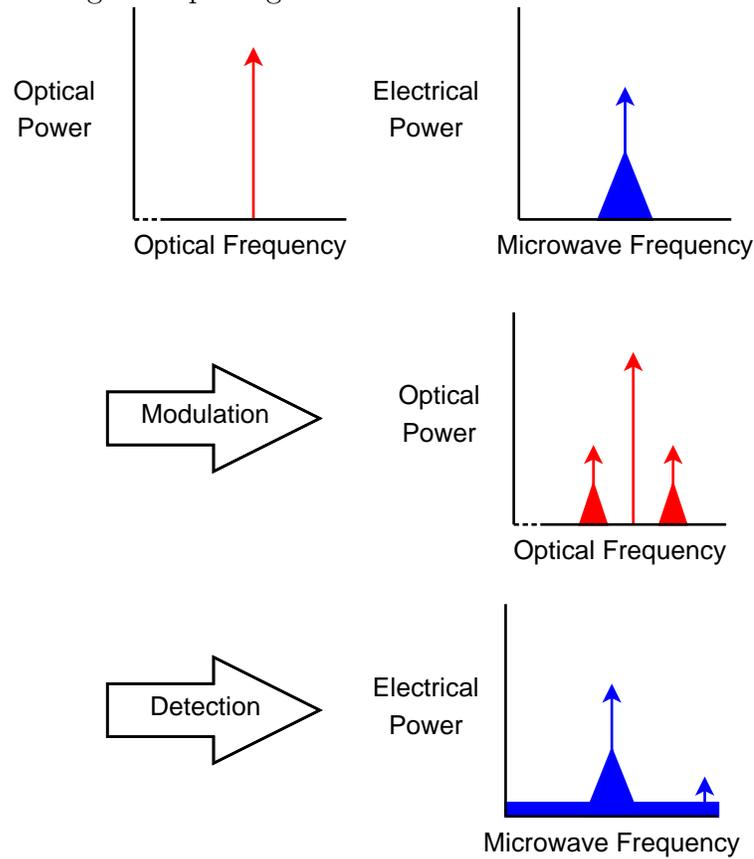 Optical
Power
Optical Frequency
Electrical
Power
Microwave Frequency
Modulation
Optical
Power
Optical Frequency
Detection
Electrical
Power
Microwave Frequency